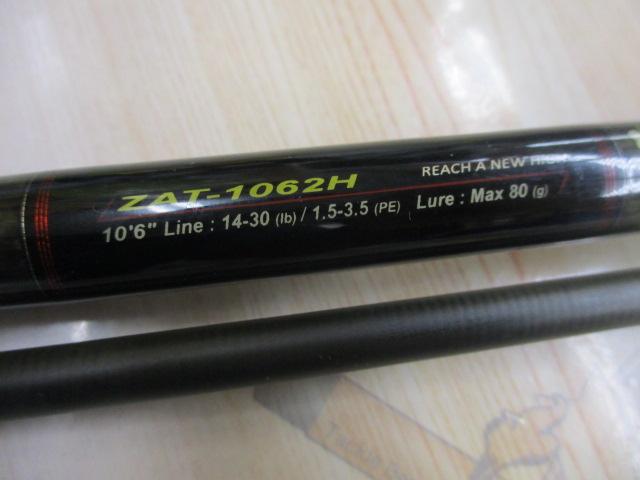 REACH A NEW HIGH
ZAT-1062H
10'6" Line : 14-30 (lb) / 1.5-3.5 (PE) Lure : Max 80 (g)